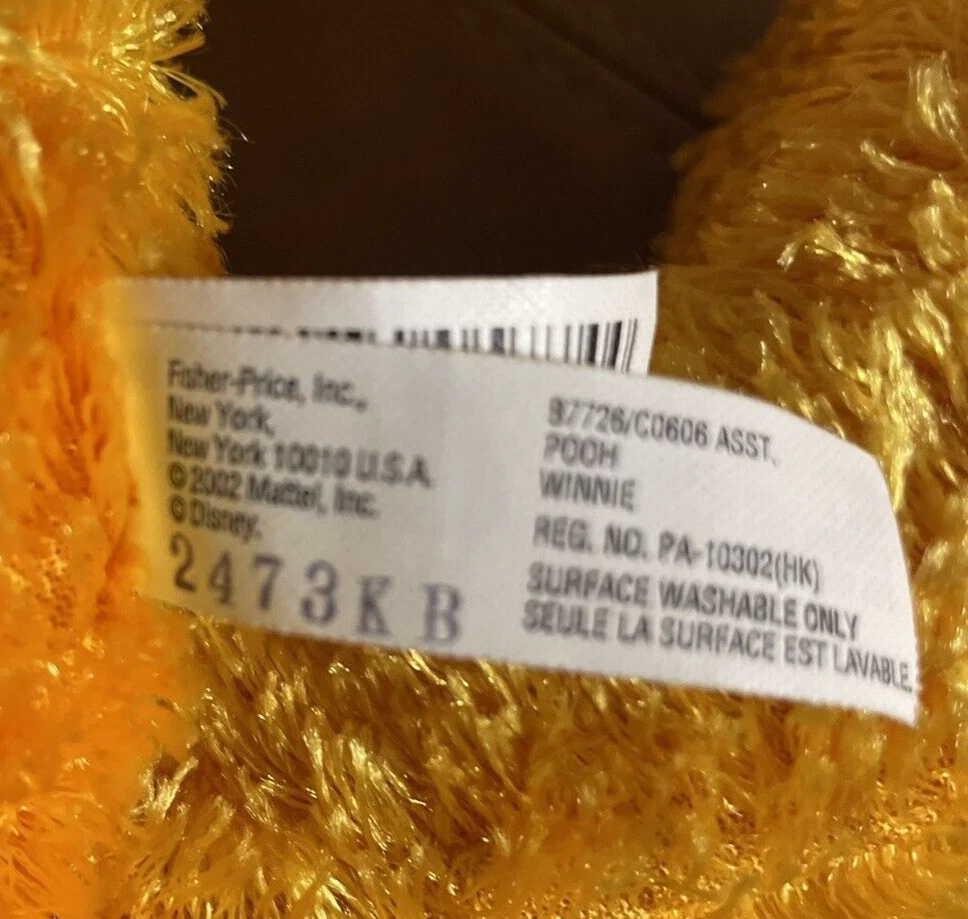 Fisher-Price, Inc.,
New York,
New York 10010 U.S.A.
© 2002 Mattel, Inc.
© Disney.
2473KB
B7726/C0606 ASST.
POOH
WINNIE
REG. NO. PA-10302(HK)
SURFACE WASHABLE ONLY
SEULE LA SURFACE EST LAVABLE.